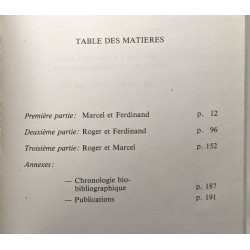 TABLE DES MATIERES
Première partie: Marcel et Ferdinand p. 12
Deuxième partie: Roger et Ferdinand p. 96
Troisième partie: Roger et Marcel p. 152
Annexes:
— Chronologie bio-
bibliographique p. 187
— Publications p. 191